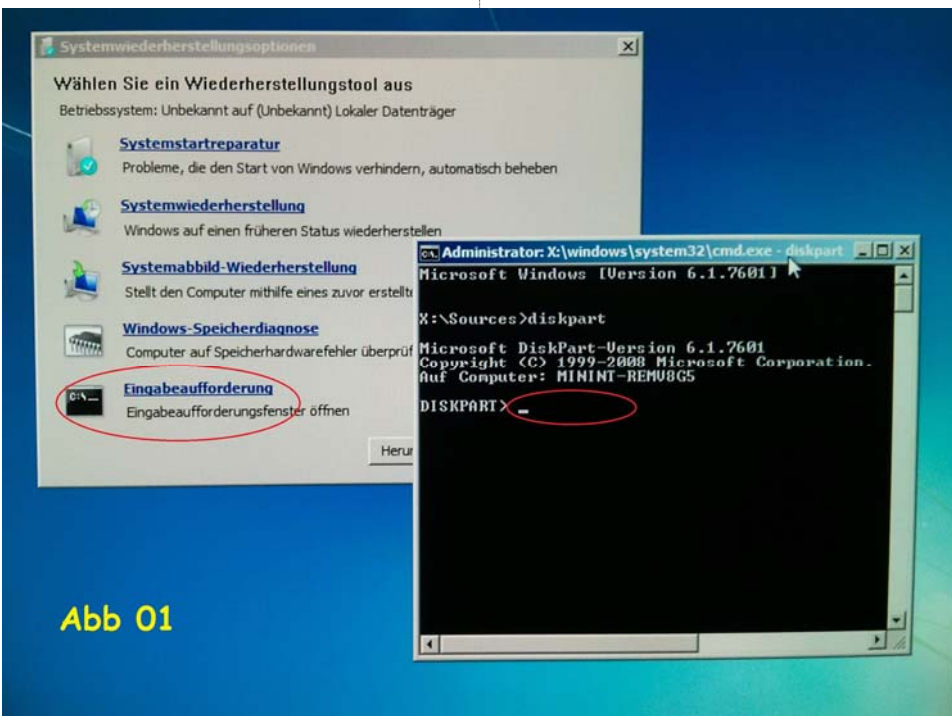 Systemwiederherstellungsoptionen
Wählen Sie ein Wiederherstellungstool aus
Betriebssystem: Unbekannt auf (Unbekannt) Lokaler Datenträger
Systemstartreparatur
Probleme, die den Start von Windows verhindern, automatisch beheben
Systemwiederherstellung
Windows auf einen früheren Status wiederherstellen
Systemabbild-Wiederherstellung
Stellt den Computer mithilfe eines zuvor erstellte
Windows-Speicherdiagnose
Computer auf Speicherhardwarefehler überprüf
C:\_
Eingabeaufforderung
Eingabeaufforderungsfenster öffnen
Herun
Administrator: X:\windows\system32\cmd.exe - diskpart
Microsoft Windows [Version 6.1.7601]
X:\Sources>diskpart
Microsoft DiskPart-Version 6.1.7601
Copyright (C) 1999-2008 Microsoft Corporation.
Auf Computer: MININT-REMU8G5
DISKPART> _
Abb 01